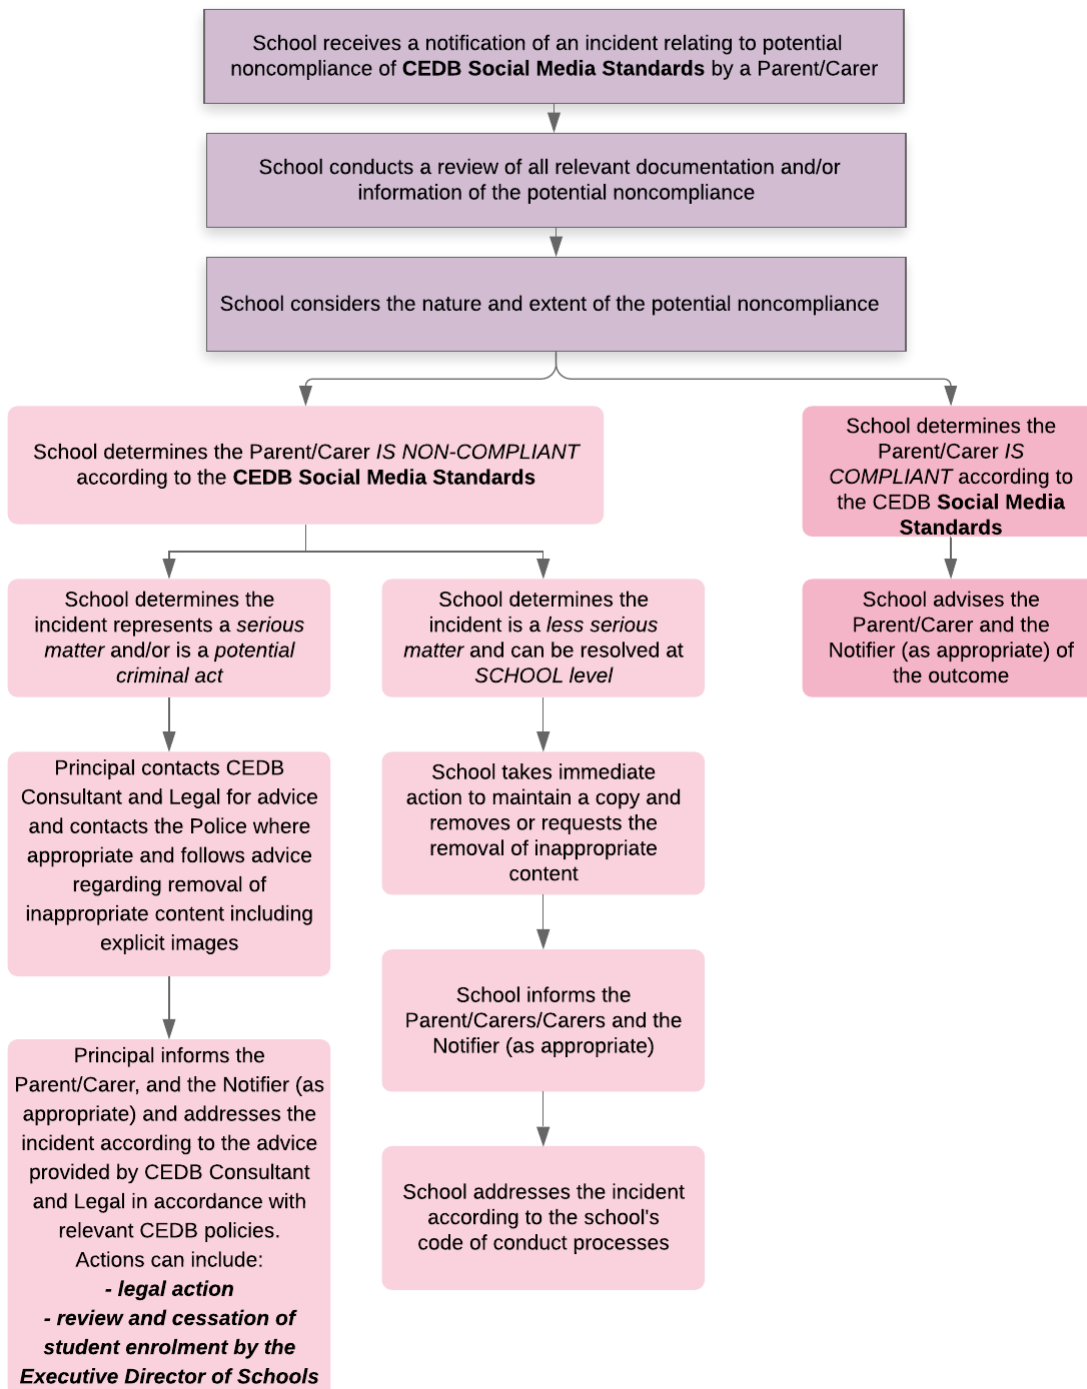 School receives a notification of an incident relating to potential
noncompliance of CEDB Social Media Standards by a Parent/Carer
School conducts a review of all relevant documentation and/or
information of the potential noncompliance
School considers the nature and extent of the potential noncompliance
School determines the Parent/Carer IS NON-COMPLIANT
according to the CEDB Social Media Standards
School determines the
incident represents a serious
matter and/or is a potential
criminal act
Principal contacts CEDB
Consultant and Legal for advice
and contacts the Police where
appropriate and follows advice
regarding removal of
inappropriate content including
explicit images
Principal informs the
Parent/Carer, and the Notifier (as
appropriate) and addresses the
incident according to the advice
provided by CEDB Consultant
and Legal in accordance with
relevant CEDB policies.
Actions can include:
- legal action
- review and cessation of
student enrolment by the
Executive Director of Schools
School determines the
incident is a less serious
matter and can be resolved at
SCHOOL level
School takes immediate
action to maintain a copy and
removes or requests the
removal of inappropriate
content
School informs the
Parent/Carers/Carers and the
Notifier (as appropriate)
School addresses the incident
according to the school's
code of conduct processes
School determines the
Parent/Carer IS
COMPLIANT according to
the CEDB Social Media
Standards
School advises the
Parent/Carer and the
Notifier (as appropriate) of
the outcome